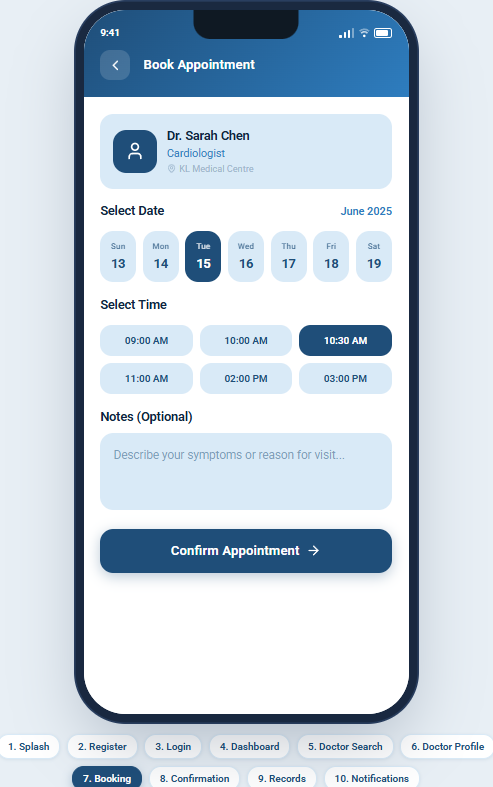 9:41
Book Appointment
Dr. Sarah Chen
Cardiologist
KL Medical Centre
Select Date June 2025
Sun Mon Tue Wed Thu Fri Sat
13 14 15 16 17 18 19
Select Time
09:00 AM 10:00 AM 10:30 AM
11:00 AM 02:00 PM 03:00 PM
Notes (Optional)
Describe your symptoms or reason for visit...
Confirm Appointment →
1. Splash 2. Register 3. Login 4. Dashboard 5. Doctor Search 6. Doctor Profile
7. Booking 8. Confirmation 9. Records 10. Notifications